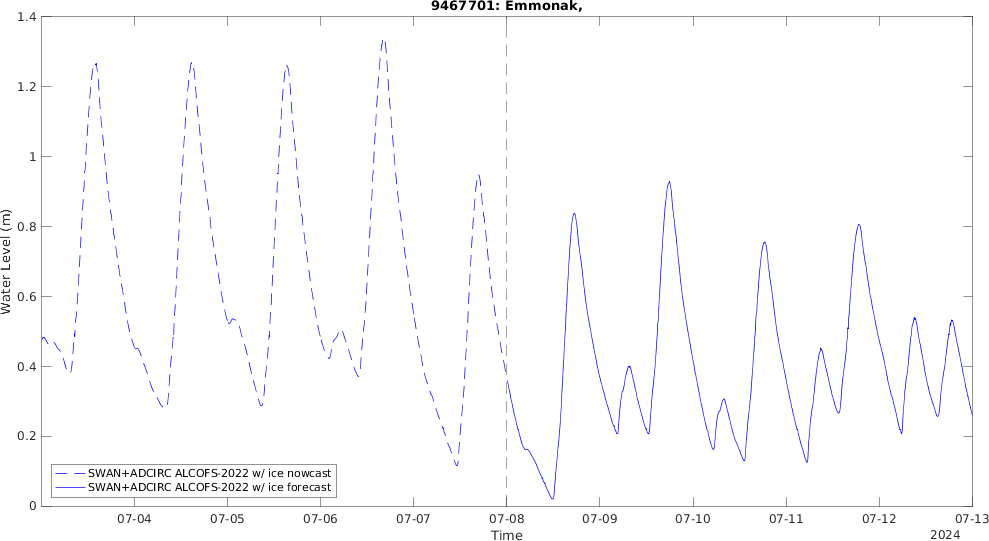 9467701: Emmonak,
Water Level (m)
1.4
1.2
1
0.8
0.6
0.4
0.2
0
SWAN+ADCIRC ALCOFS-2022 w/ ice nowcast
SWAN+ADCIRC ALCOFS-2022 w/ ice forecast
07-04 07-05 07-06 07-07 07-08 07-09 07-10 07-11 07-12 07-13
Time
2024